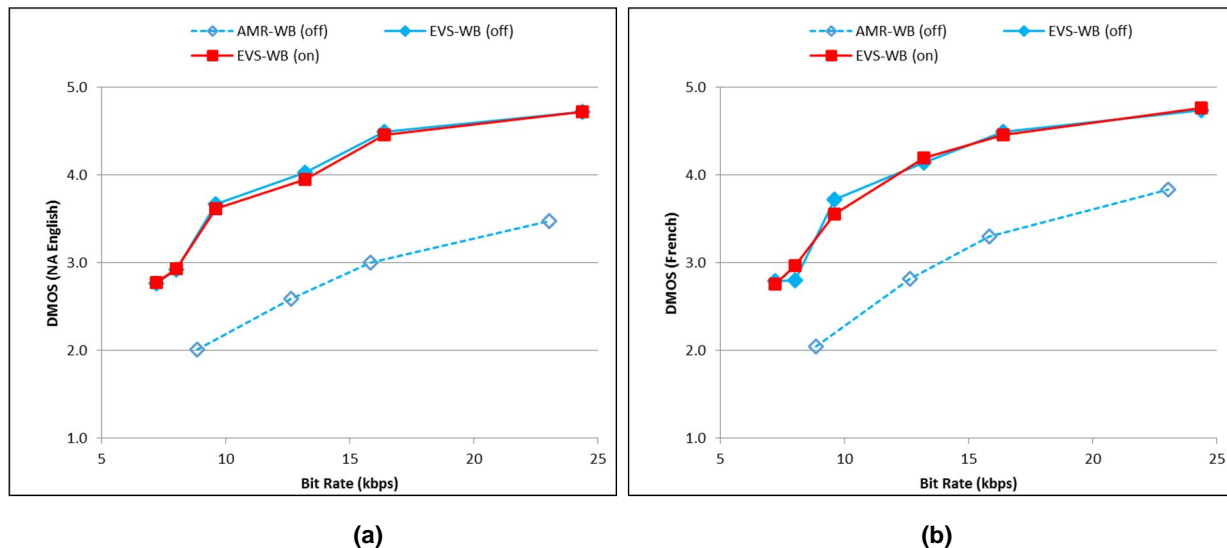 AMR-WB (off) EVS-WB (off)
EVS-WB (on)
5.0
4.0
3.0
2.0
1.0
DMOS (NA English)
5 10 15 20 25
Bit Rate (kbps)
(a)
AMR-WB (off) EVS-WB (off)
EVS-WB (on)
5.0
4.0
3.0
2.0
1.0
DMOS (French)
5 10 15 20 25
Bit Rate (kbps)
(b)